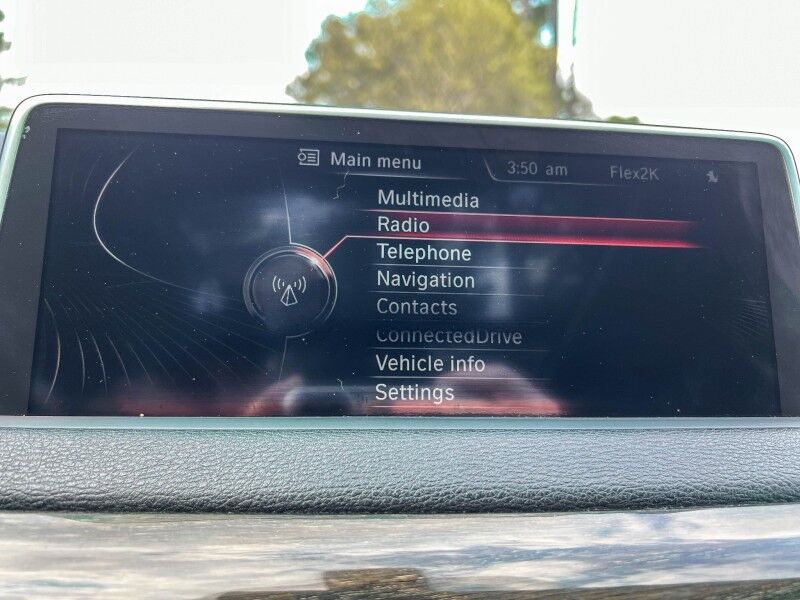 Main menu 3:50 am Flex2K
Multimedia
Radio
Telephone
Navigation
Contacts
ConnectedDrive
Vehicle info
Settings